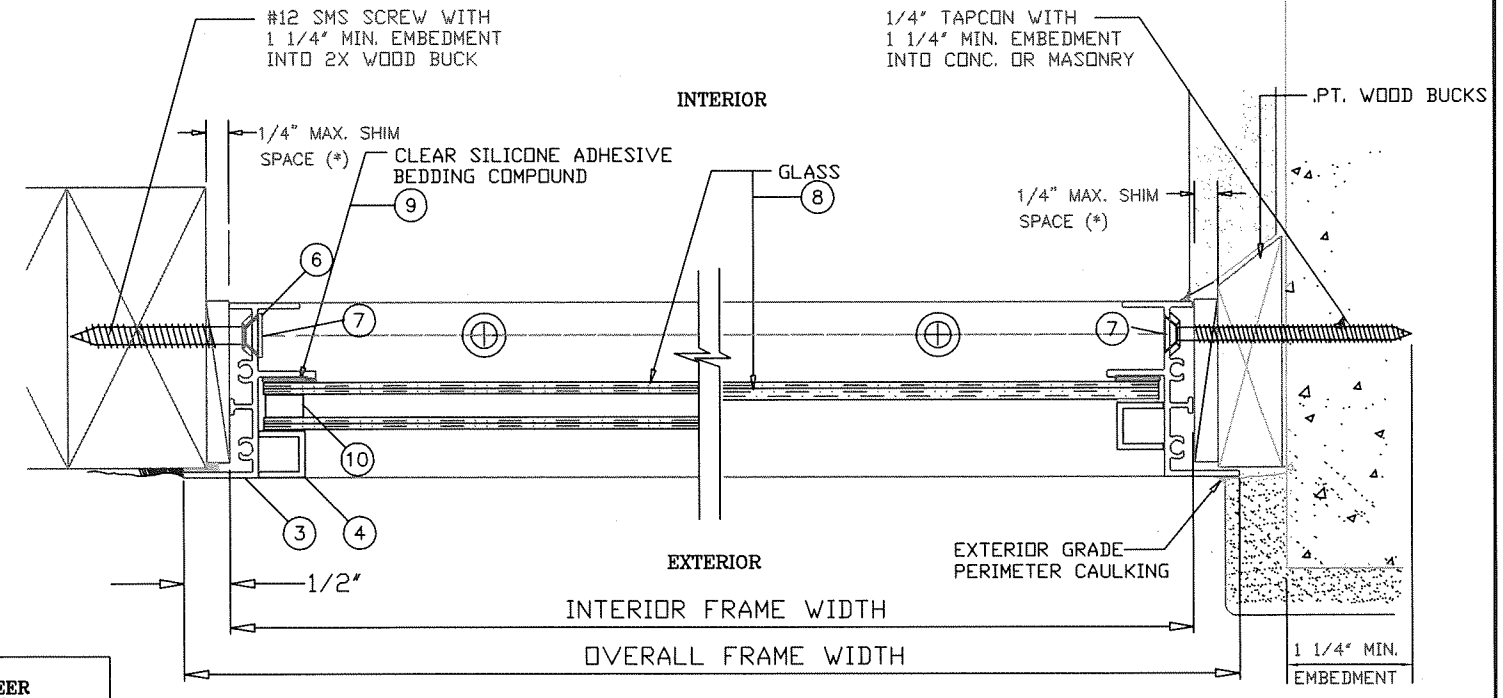 #12 SMS SCREW WITH
1 1/4" MIN. EMBEDMENT
INTO 2X WOOD BUCK
1/4" TAPCON WITH
1 1/4" MIN. EMBEDMENT
INTO CONC. OR MASONRY
INTERIOR
.PT. WOOD BUCKS
1/4" MAX. SHIM
SPACE (*)
CLEAR SILICONE ADHESIVE
BEDDING COMPOUND
9
GLASS
8
1/4" MAX. SHIM
SPACE (*)
6
7
7
10
3
4
EXTERIOR
EXTERIOR GRADE
PERIMETER CAULKING
1/2"
INTERIOR FRAME WIDTH
OVERALL FRAME WIDTH
1 1/4" MIN.
EMBEDMENT
EER